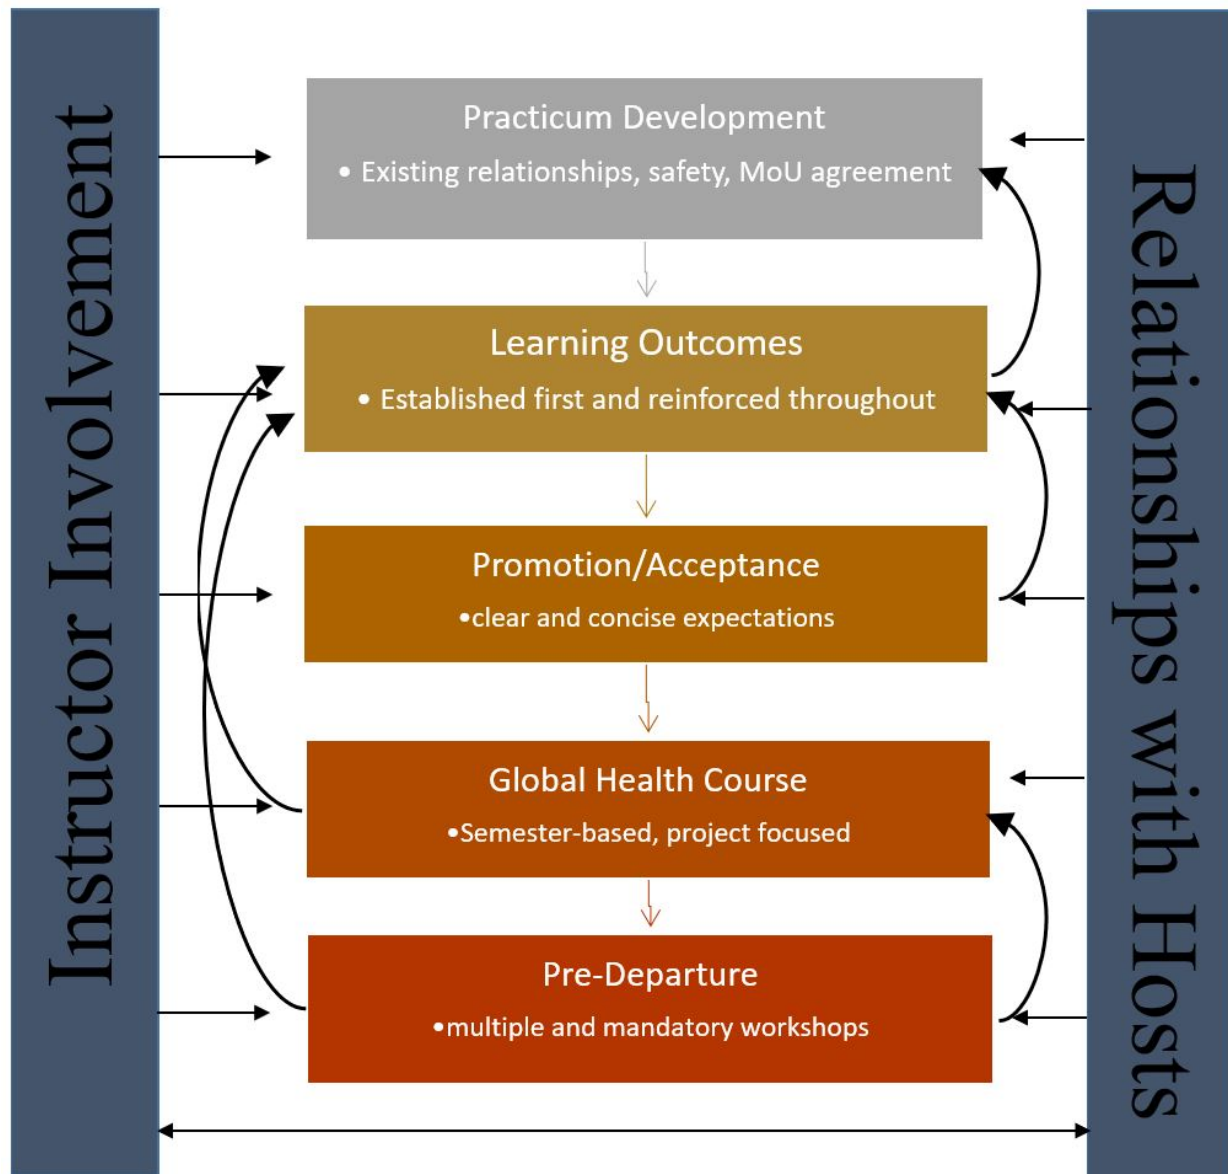 Instructor Involvement
Practicum Development
• Existing relationships, safety, MoU agreement
Learning Outcomes
• Established first and reinforced throughout
Promotion/Acceptance
•clear and concise expectations
Global Health Course
•Semester-based, project focused
Pre-Departure
•multiple and mandatory workshops
Relationships with Hosts